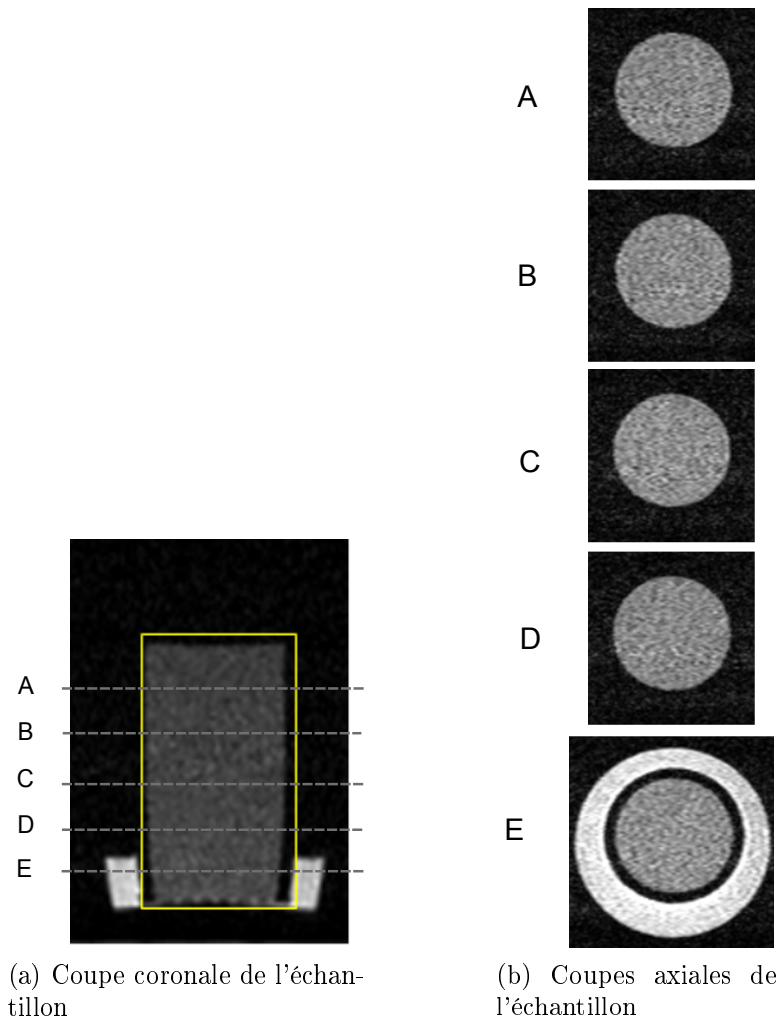 A
B
C
D
E
A
B
C
D
E
(a) Coupe coronale de l'échan-
tillon
(b) Coupes axiales de
l'échantillon